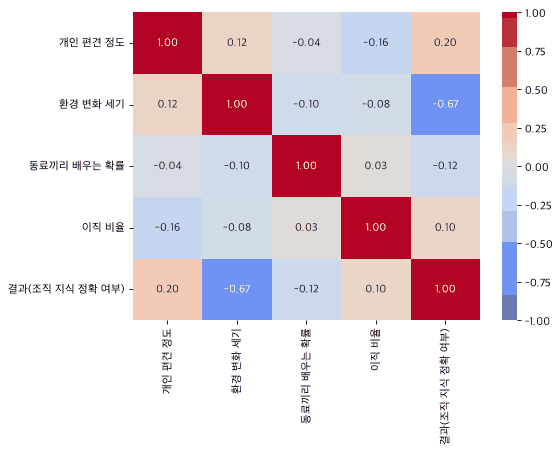 개인 편견 정도 1.00 0.12 -0.04 -0.16 0.20
환경 변화 세기 0.12 1.00 -0.10 -0.08 -0.67
동료끼리 배우는 확률 -0.04 -0.10 1.00 0.03 -0.12
이직 비율 -0.16 -0.08 0.03 1.00 0.10
결과(조직 지식 정확 여부) 0.20 -0.67 -0.12 0.10 1.00
개인 편견 정도
환경 변화 세기
동료끼리 배우는 확률
이직 비율
결과(조직 지식 정확 여부)
1.00
0.75
0.50
0.25
0.00
-0.25
-0.50
-0.75
-1.00